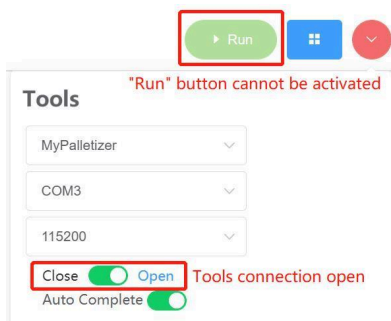 Run
"Run" button cannot be activated
Tools
MyPalletizer
COM3
115200
Close Open Tools connection open
Auto Complete